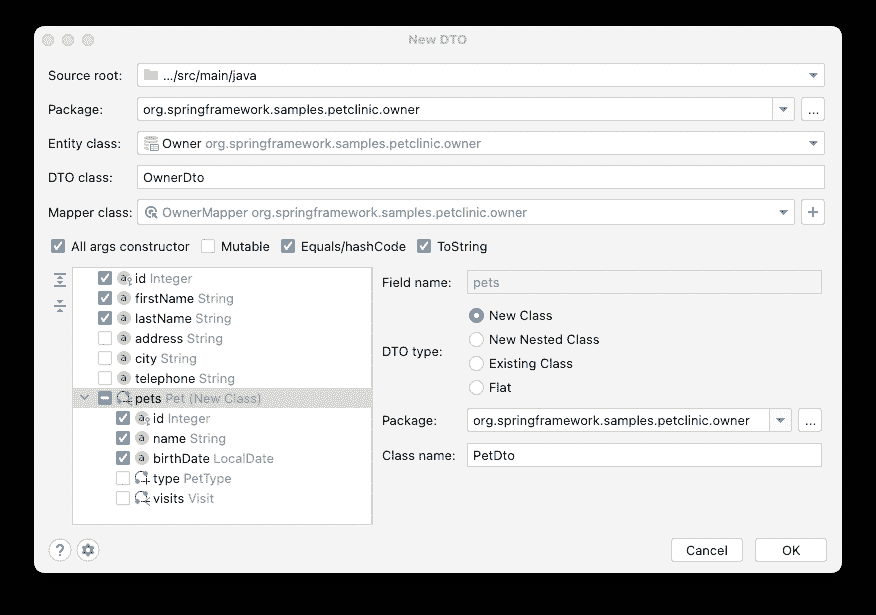 New DTO
Source root: .../src/main/java
Package: org.springframework.samples.petclinic.owner ...
Entity class: Owner org.springframework.samples.petclinic.owner
DTO class: OwnerDto
Mapper class: OwnerMapper org.springframework.samples.petclinic.owner +
All args constructor Mutable Equals/hashCode ToString
a id Integer
a firstName String
a lastName String
a address String
a city String
a telephone String
pets Pet (New Class)
a id Integer
a name String
a birthDate LocalDate
type PetType
visits Visit
Field name: pets
DTO type:
New Class
New Nested Class
Existing Class
Flat
Package: org.springframework.samples.petclinic.owner ...
Class name: PetDto
? Cancel OK